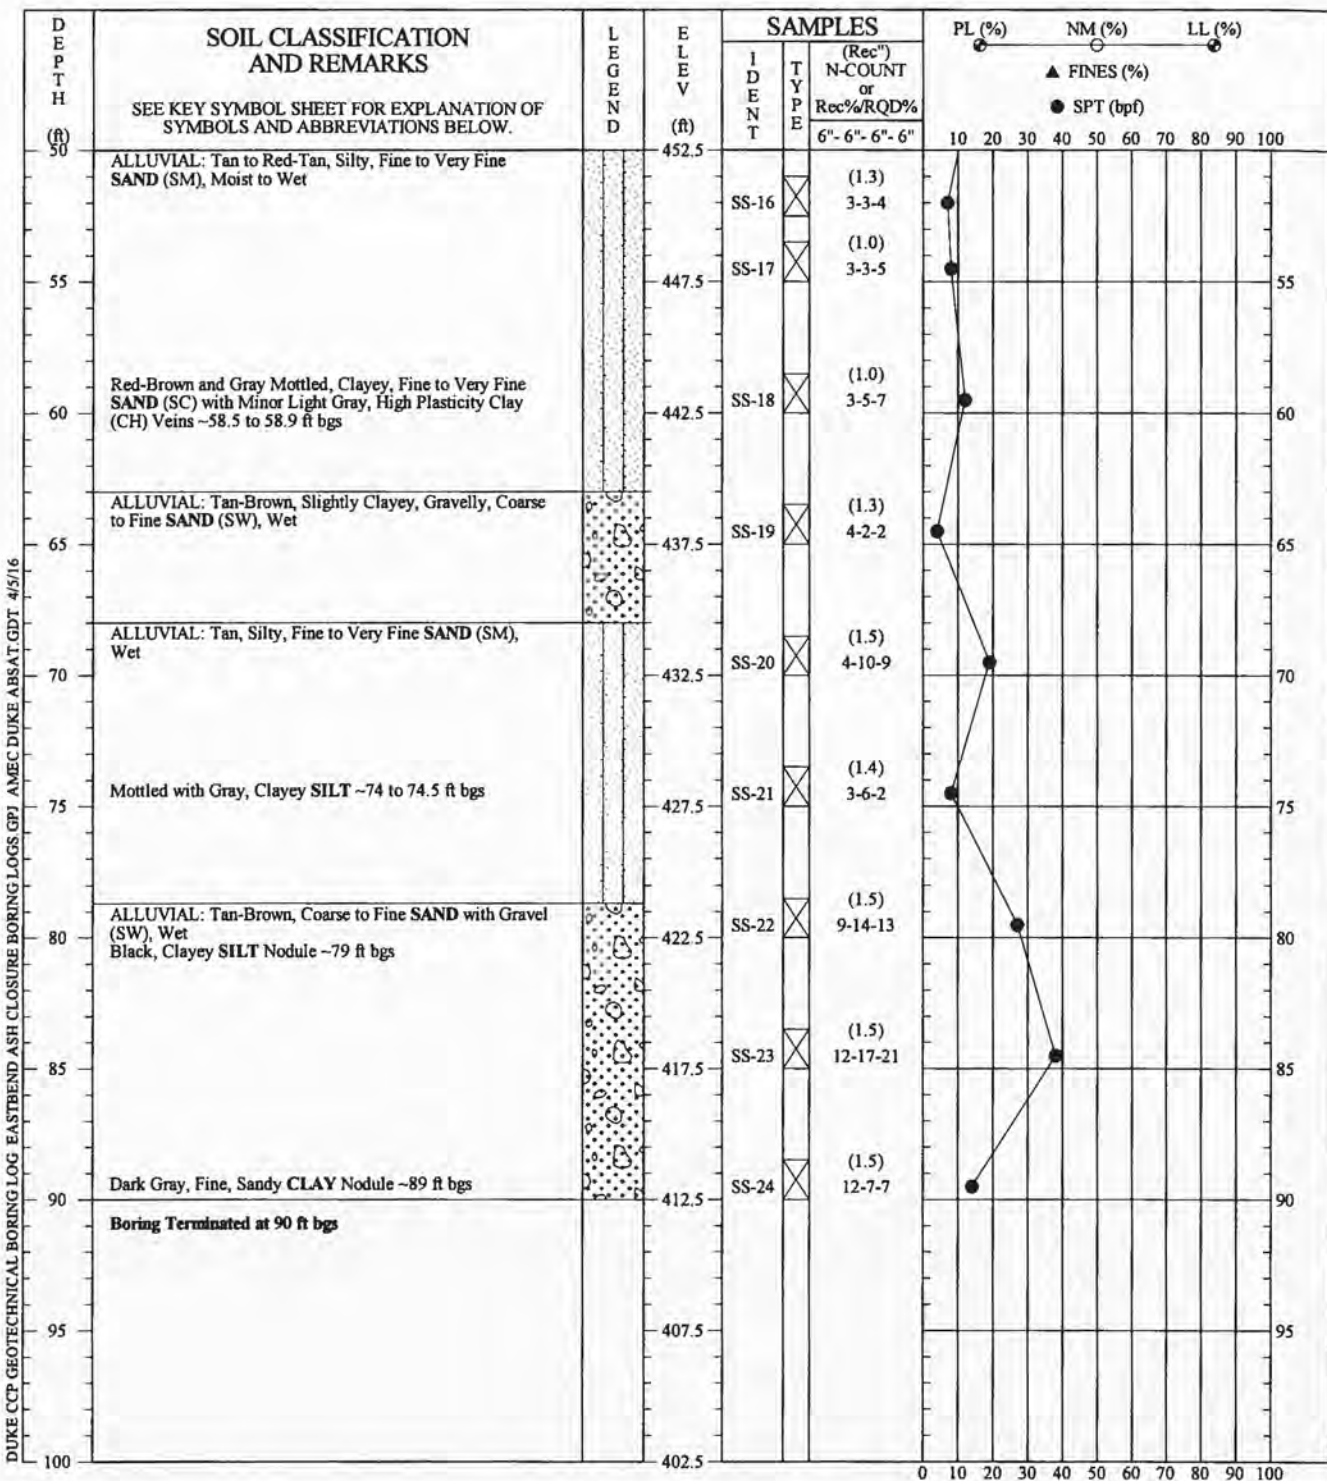 DEPTH
(ft)
SOIL CLASSIFICATION
AND REMARKS
SEE KEY SYMBOL SHEET FOR EXPLANATION OF
SYMBOLS AND ABBREVIATIONS BELOW.
LEGEND
ELEV
(ft)
SAMPLES
IDENT
TYPE
(Rec")
N-COUNT
or
Rec%/RQD%
6"- 6"- 6"- 6"
PL (%) NM (%) LL (%)
▲ FINES (%)
● SPT (bpf)
10 20 30 40 50 60 70 80 90 100
50
452.5
ALLUVIAL: Tan to Red-Tan, Silty, Fine to Very Fine
SAND (SM), Moist to Wet
SS-16
(1.3)
3-3-4
SS-17
(1.0)
3-3-5
55
447.5
55
Red-Brown and Gray Mottled, Clayey, Fine to Very Fine
SAND (SC) with Minor Light Gray, High Plasticity Clay
(CH) Veins ~58.5 to 58.9 ft bgs
SS-18
(1.0)
3-5-7
60
442.5
60
ALLUVIAL: Tan-Brown, Slightly Clayey, Gravelly, Coarse
to Fine SAND (SW), Wet
SS-19
(1.3)
4-2-2
65
437.5
65
ALLUVIAL: Tan, Silty, Fine to Very Fine SAND (SM),
Wet
SS-20
(1.5)
4-10-9
70
432.5
70
Mottled with Gray, Clayey SILT ~74 to 74.5 ft bgs
SS-21
(1.4)
3-6-2
75
427.5
75
ALLUVIAL: Tan-Brown, Coarse to Fine SAND with Gravel
(SW), Wet
Black, Clayey SILT Nodule ~79 ft bgs
SS-22
(1.5)
9-14-13
80
422.5
80
SS-23
(1.5)
12-17-21
85
417.5
85
Dark Gray, Fine, Sandy CLAY Nodule ~89 ft bgs
SS-24
(1.5)
12-7-7
90
412.5
90
Boring Terminated at 90 ft bgs
95
407.5
95
100
402.5
0 10 20 30 40 50 60 70 80 90 100
DUKE CCP GEOTECHNICAL BORING LOG EASTBEND ASH CLOSURE BORING LOGS.GPJ AMEC DUKE ABSAT.GDT 4/5/16